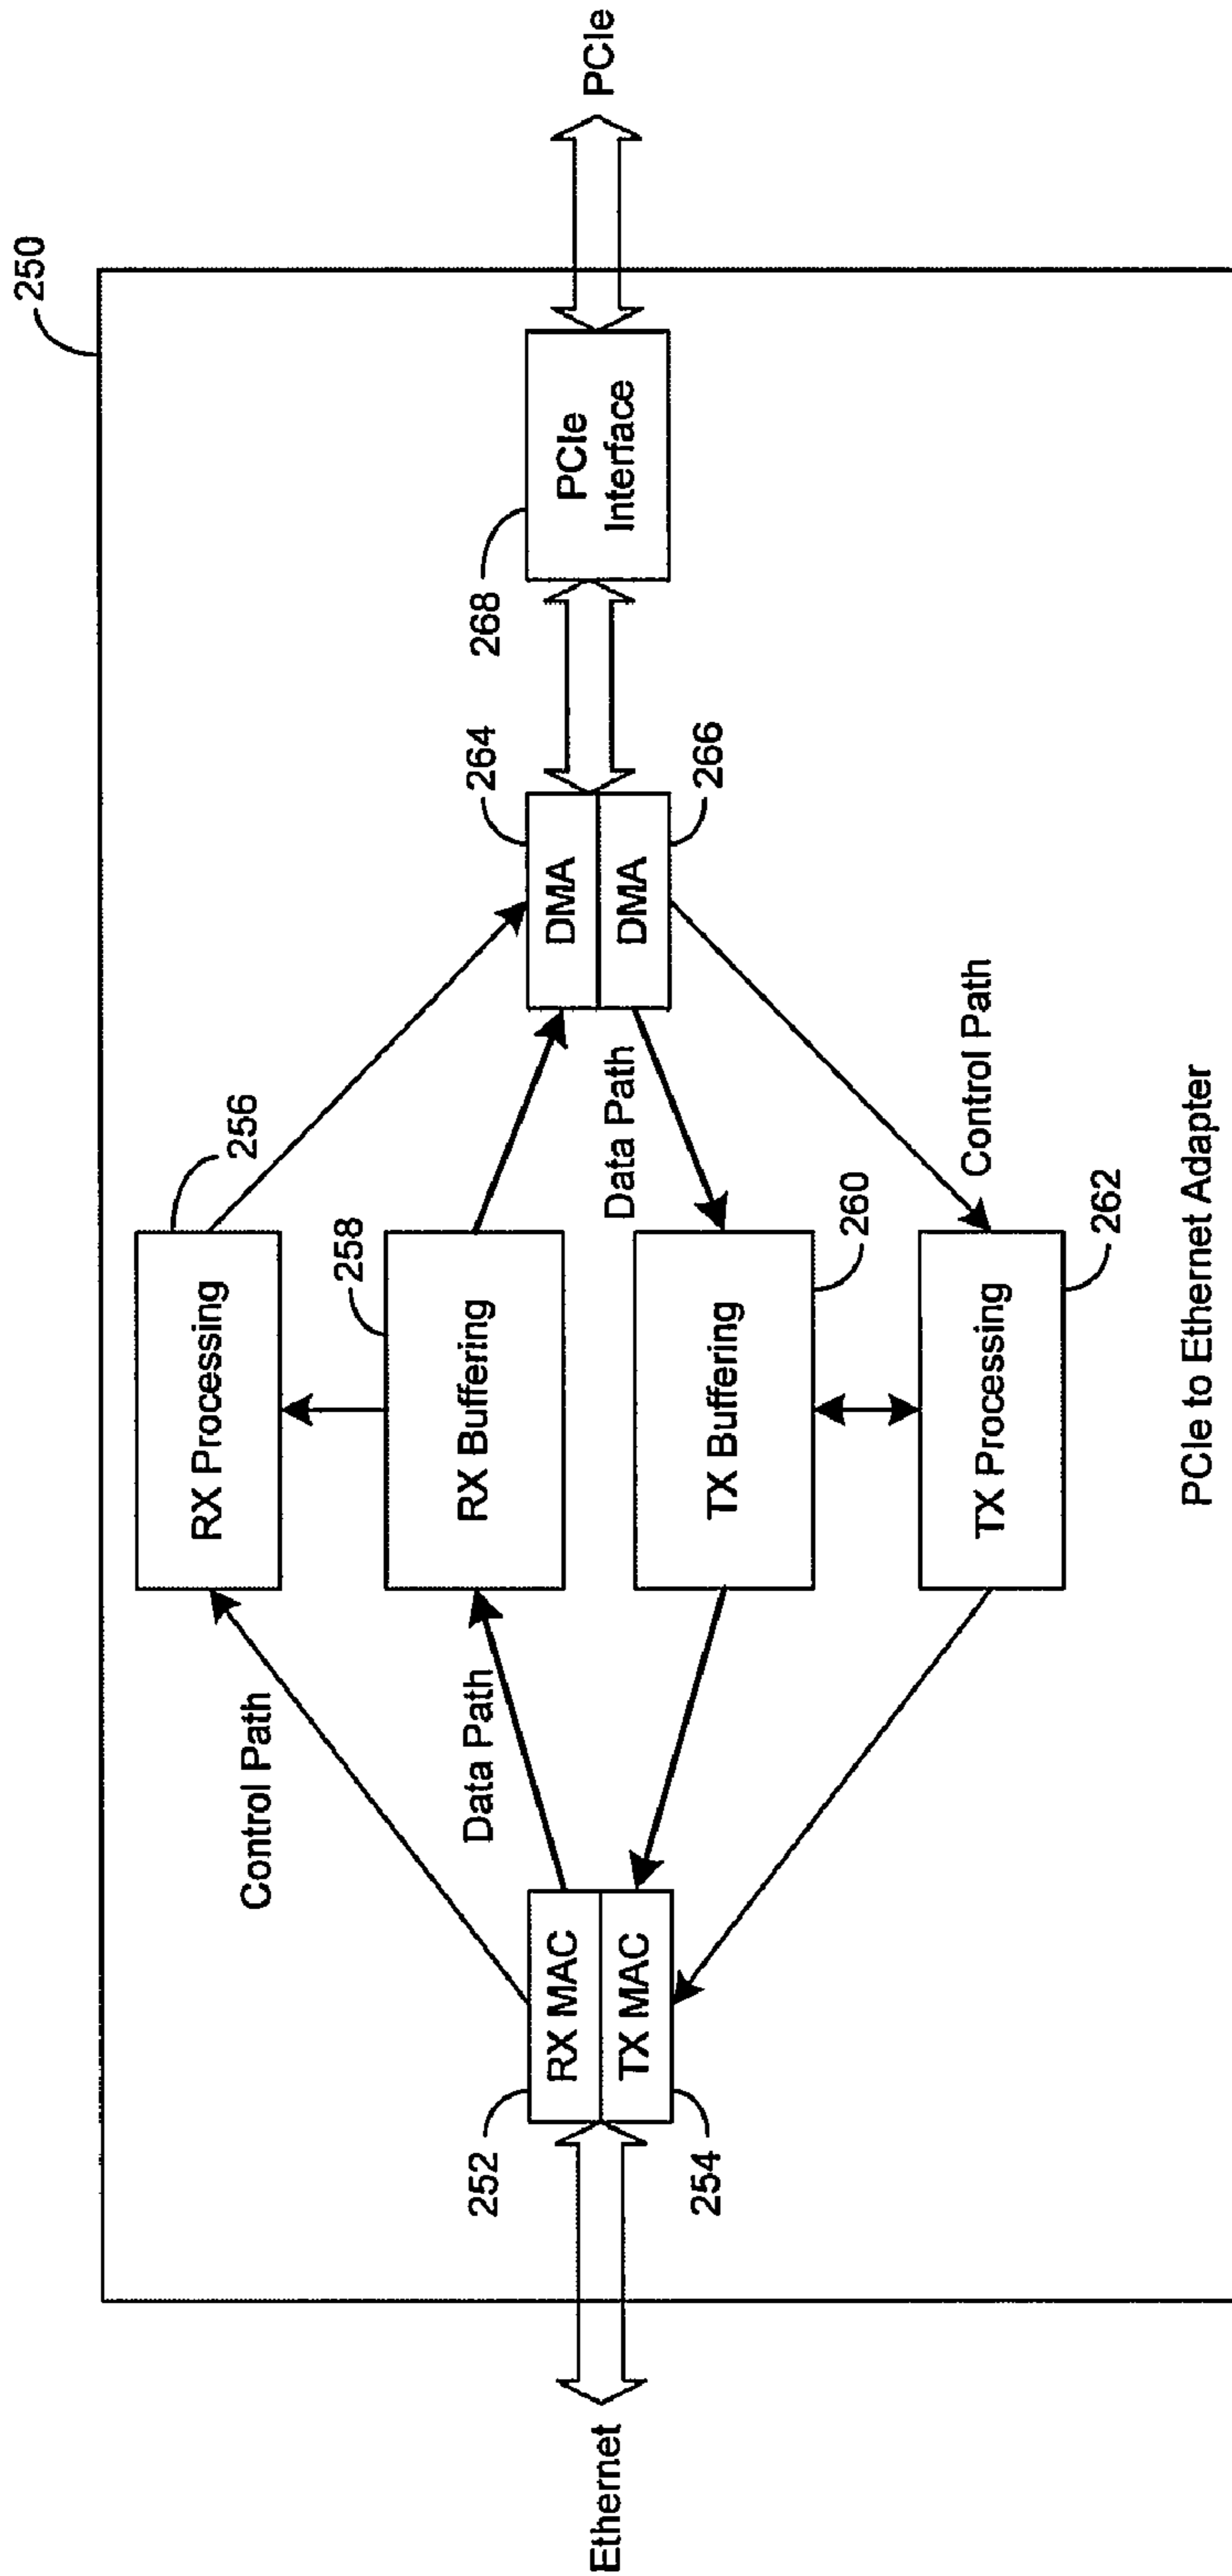 250
Ethernet
252
RX MAC
TX MAC
254
Control Path
Data Path
RX Processing
256
RX Buffering
258
TX Buffering
260
TX Processing
262
Data Path
Control Path
264
DMA
DMA
266
268
PCIe
Interface
PCIe
PCIe to Ethernet Adapter